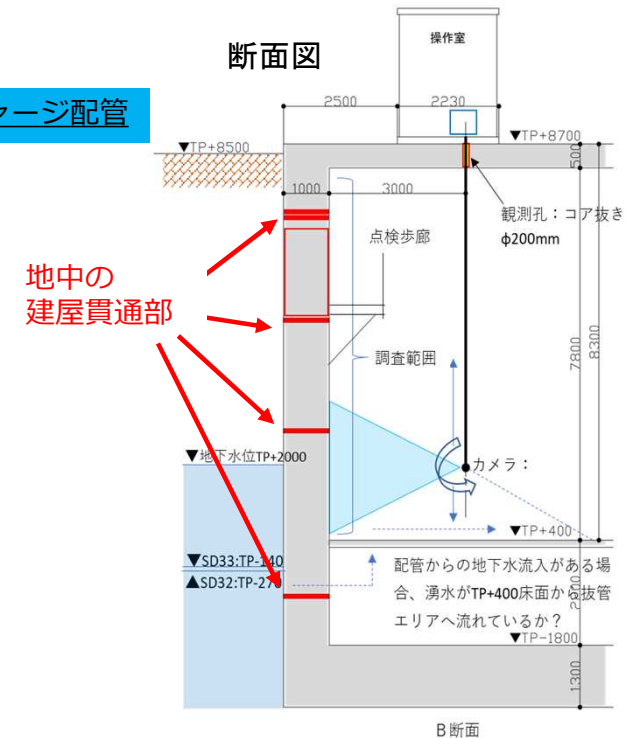 断面図
操作室
ャージ配管
2500
2230
▼TP+8500
▼TP+8700
500
1000
3000
観測孔：コア抜き
φ200mm
点検歩廊
地中の
建屋貫通部
調査範囲
7800
8300
▼地下水位TP+2000
カメラ：
▼TP+400
▼SD33:TP-140
▲SD32:TP-270
配管からの地下水流入がある場
合、湧水がTP+400床面から抜管
エリアへ流れているか？
▼TP-1800
1300
B断面